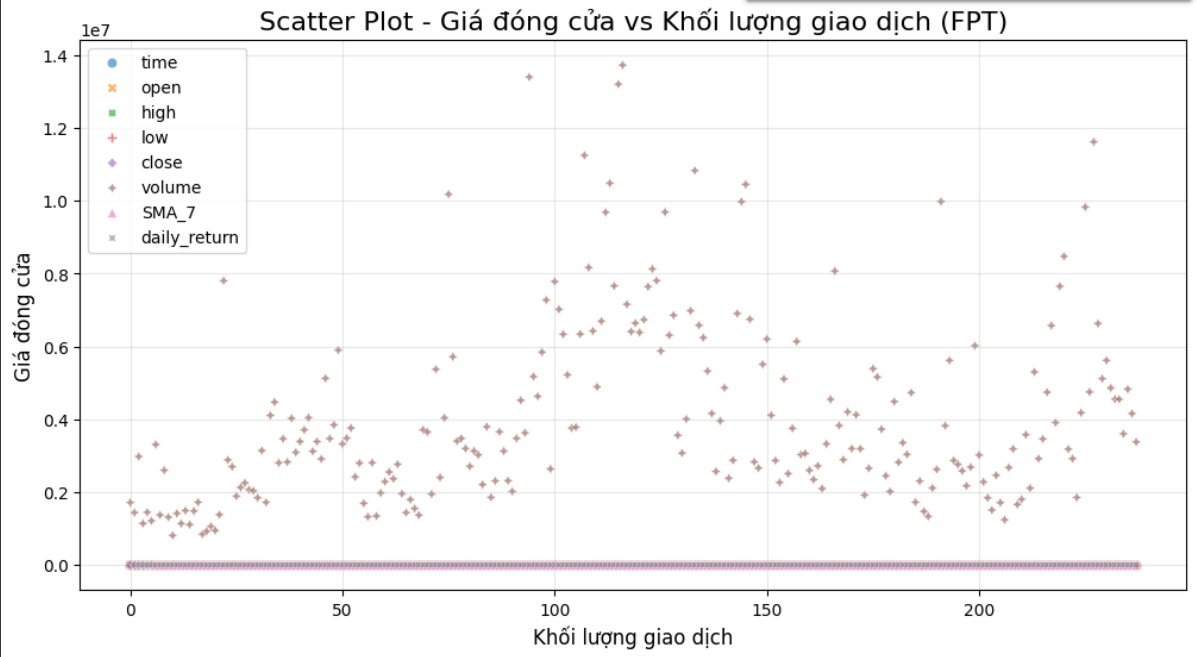 Scatter Plot - Giá đóng cửa vs Khối lượng giao dịch (FPT)
1e7
time
open
high
low
close
volume
SMA_7
daily_return
Giá đóng cửa
1.4
1.2
1.0
0.8
0.6
0.4
0.2
0.0
0 50 100 150 200
Khối lượng giao dịch